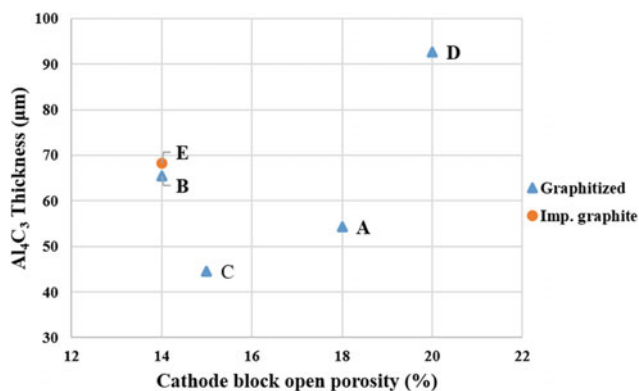 100
90
D
80
70
E
Graphitized
60
B
Imp. graphite
A
50
C
40
30
12
14
16
18
20
22
Al₄C₃ Thickness (μm)
Cathode block open porosity (%)